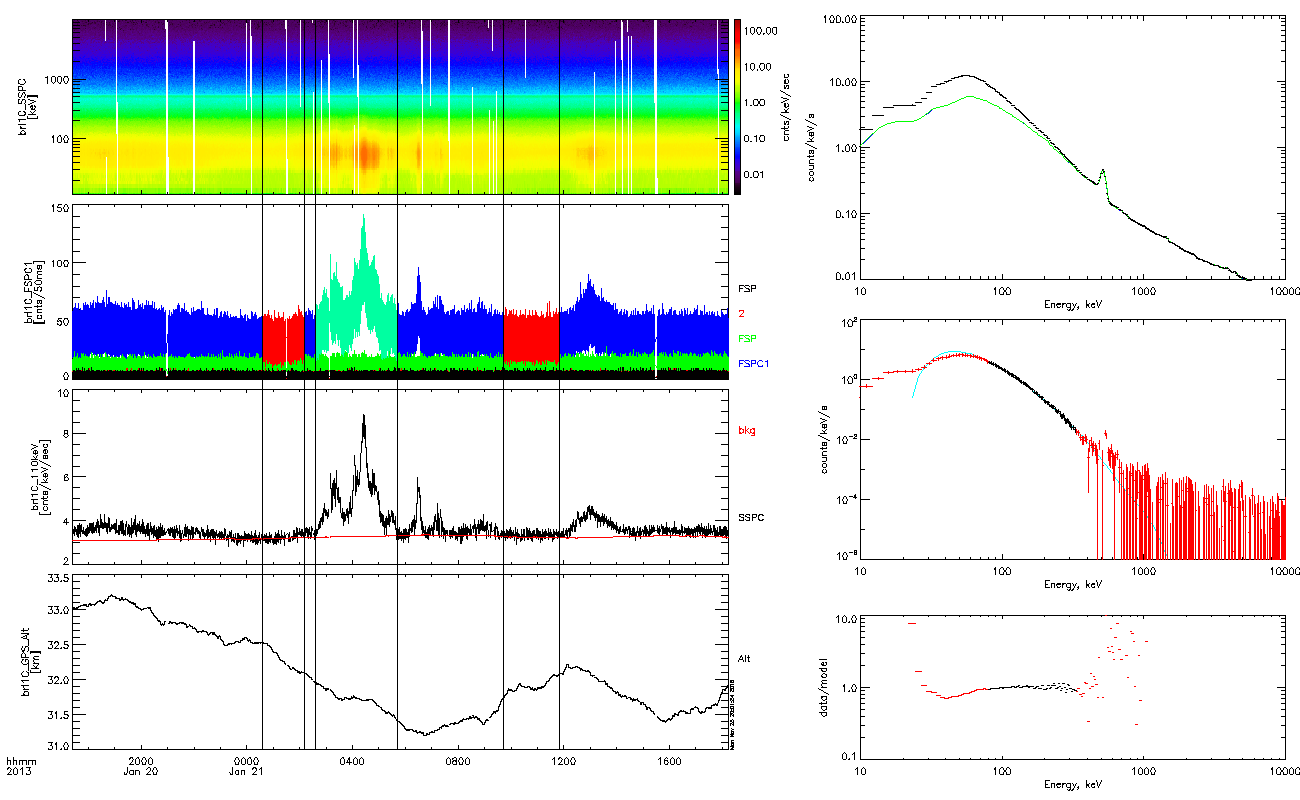 brl1C_SSPC
[keV]
1000
100
100.00
10.00
1.00
0.10
0.01
cnts/keV/sec
brl1C_FSPC1
[cnts/50ms]
150
100
50
0
FSP
2
FSP
FSPC1
brl1C_110keV
[cnts/keV/sec]
10
8
6
4
2
bkg
SSPC
brl1C_GPS_Alt
[km]
33.5
33.0
32.5
32.0
31.5
31.0
Alt
hhmm
2013
2000
Jan 20
0000
Jan 21
0400
0800
1200
1600
counts/keV/s
100.00
10.00
1.00
0.10
0.01
10
100
1000
10000
Energy, keV
counts/keV/s
10²
10⁰
10⁻²
10⁻⁴
10⁻⁶
10
100
1000
10000
Energy, keV
data/model
10.0
1.0
0.1
10
100
1000
10000
Energy, keV